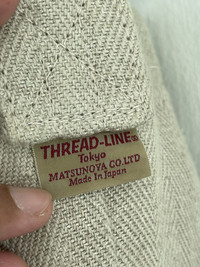 THREAD-LINE®
Tokyo
MATSUNOYA CO.LTD
Made In Japan